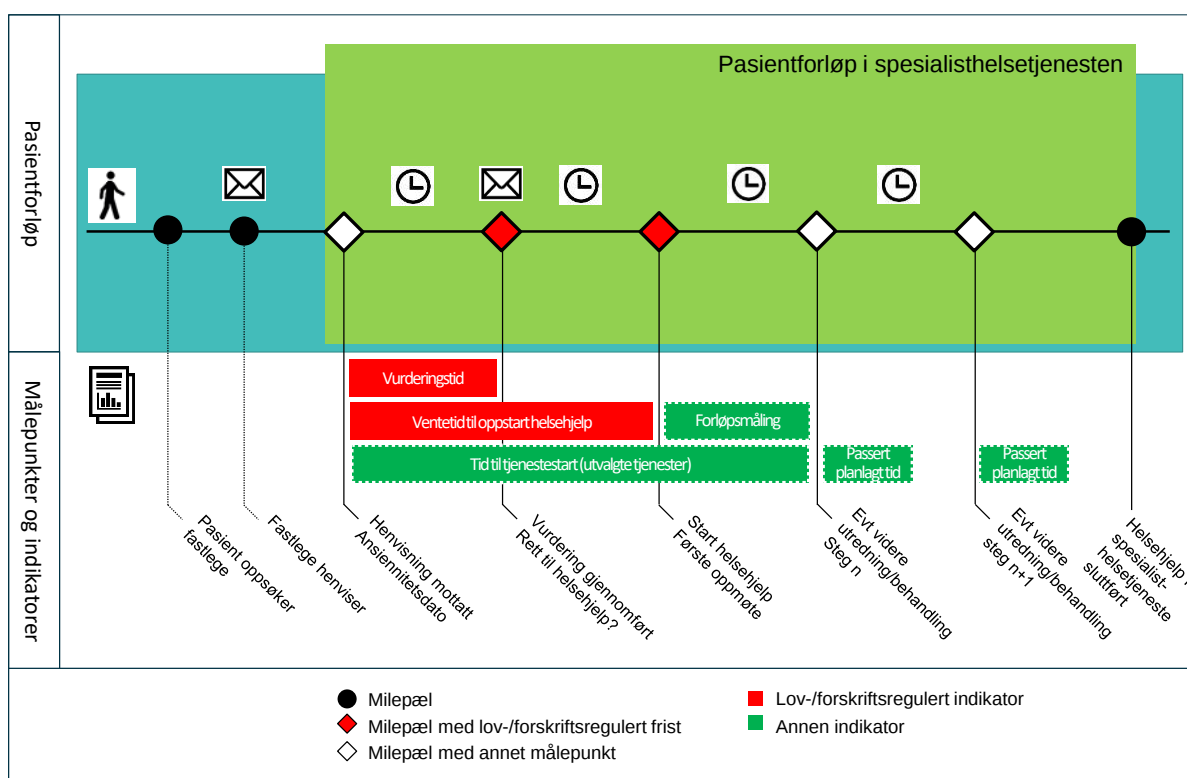 Pasientforløp i spesialisthelsetjenesten
Pasientforløp
Målepunkter og indikatorer
Vurderingstid
Ventetid til oppstart helsehjelp
Forløpsmåling
Tid til tjenestestart (utvalgte tjenester)
Passert
planlagt tid
Passert
planlagt tid
Pasient oppsøker
fastlege
Fastlege henviser
Henvisning mottatt
Ansiennitetsdato
Vurdering gjennomført
Rett til helsehjelp?
Start helsehjelp
Første oppmøte
Evt videre
utredning/behandling
Steg n
Evt videre
utredning/behandling
steg n+1
Helsehjelp i
spesialist-
helsetjeneste
sluttført
Milepæl
Milepæl med lov-/forskriftsregulert frist
Milepæl med annet målepunkt
Lov-/forskriftsregulert indikator
Annen indikator